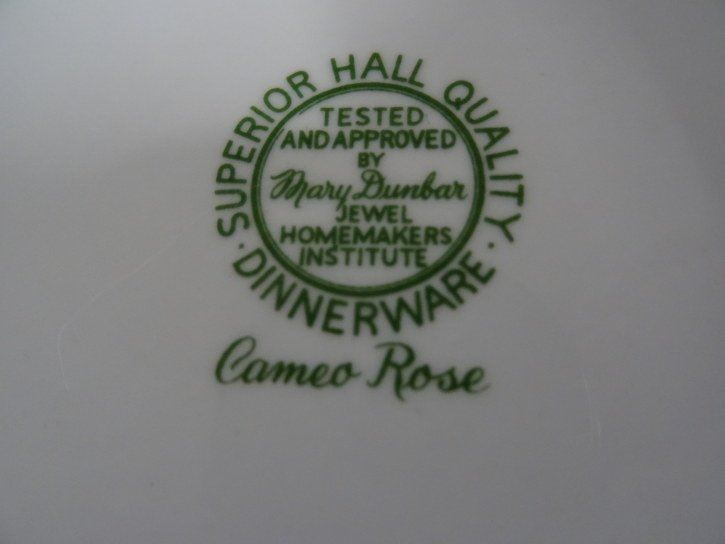 SUPERIOR HALL QUALITY
TESTED
AND APPROVED
BY
Mary Dunbar
JEWEL
HOMEMAKERS
INSTITUTE
· DINNERWARE ·
Cameo Rose